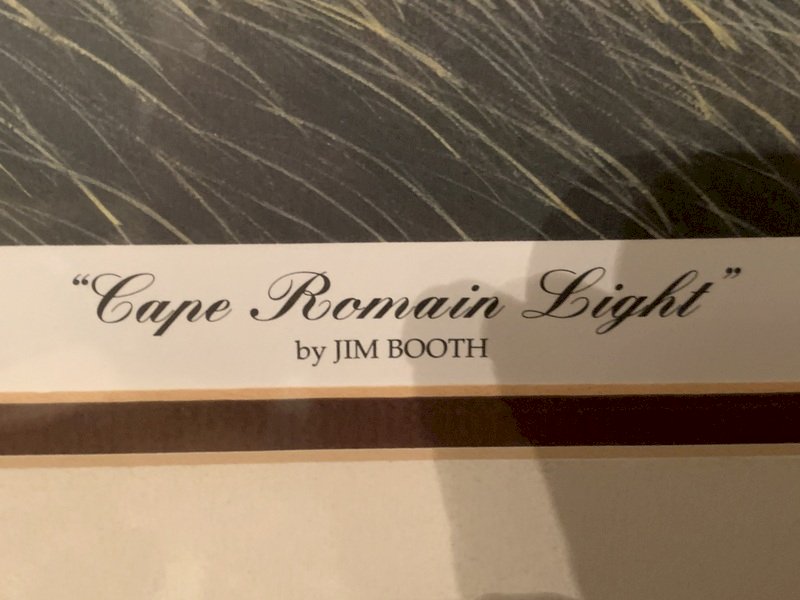 “Cape Romain Light”
by JIM BOOTH